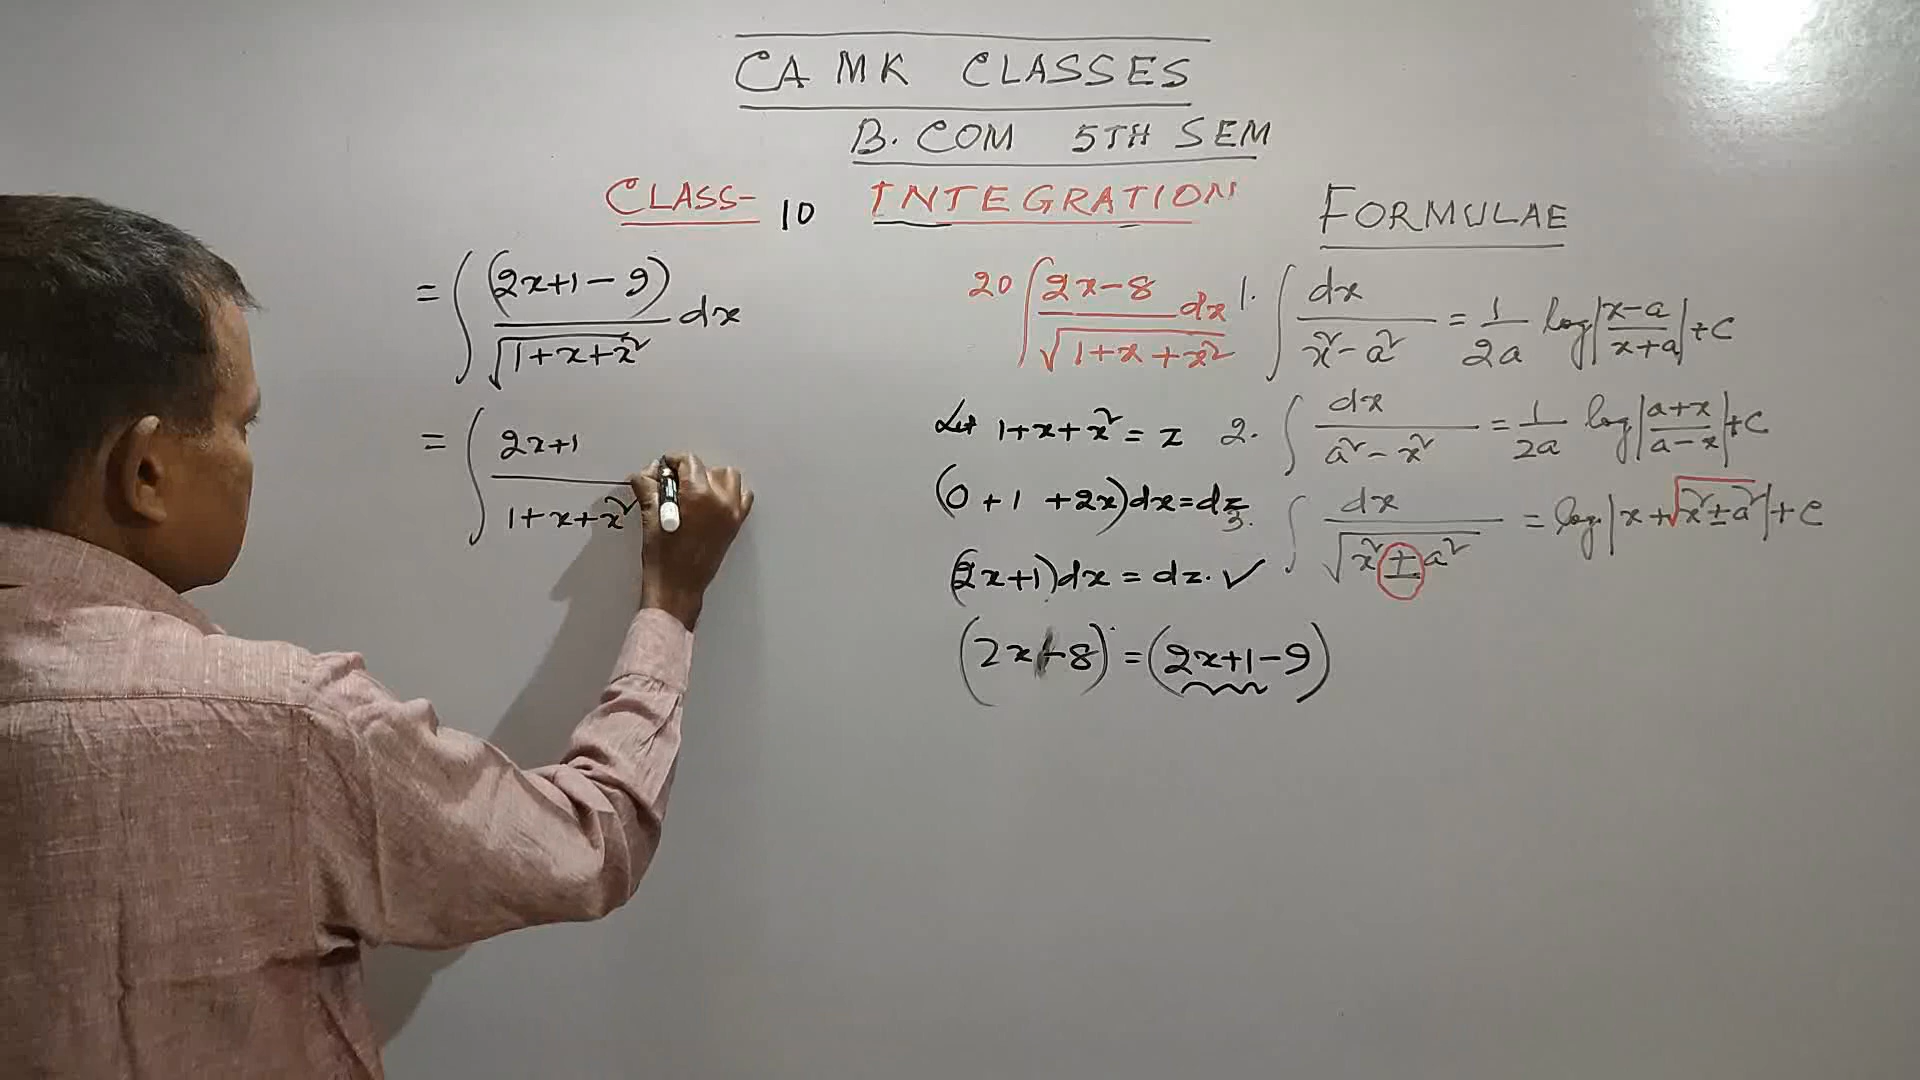 CA MK CLASSES
B. COM 5TH SEM
CLASS- 10 INTEGRATION
= ∫ (2x+1-9)/√(1+x+x²) dx
= ∫ 2x+1/1+x+x²
20 ∫ 2x-8/√(1+x+x²) dx
Let 1+x+x² = z
(0+1+2x)dx = dz
(2x+1)dx = dz. ✓
(2x-8) = (2x+1-9)
FORMULAE
1. ∫ dx/x²-a² = 1/2a log|x-a/x+a|+C
2. ∫ dx/a²-x² = 1/2a log|a+x/a-x|+C
3. ∫ dx/√(x²±a²) = log|x+√(x²±a²)|+C